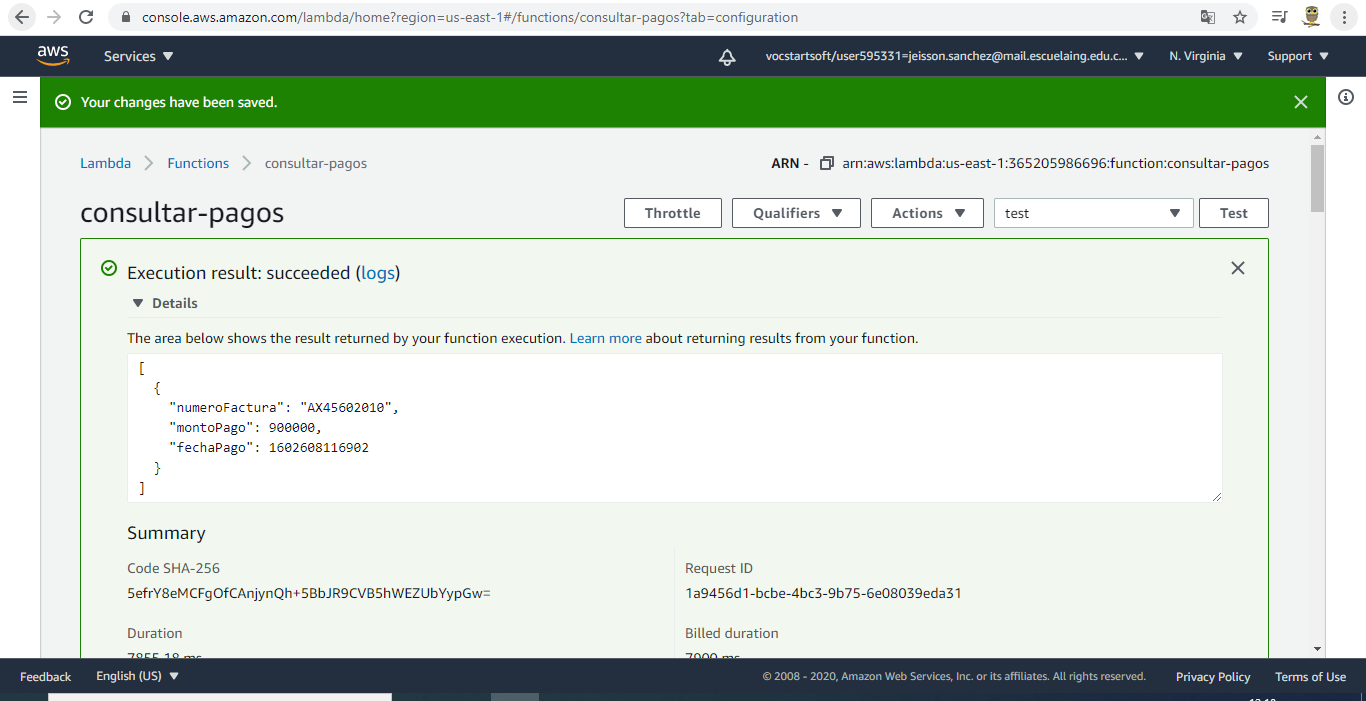 console.aws.amazon.com/lambda/home?region=us-east-1#/functions/consultar-pagos?tab=configuration
aws Services vocstartsoft/user595331=jeisson.sanchez@mail.escuelaing.edu.c... N. Virginia Support
Your changes have been saved.
Lambda Functions consultar-pagos ARN - arn:aws:lambda:us-east-1:365205986696:function:consultar-pagos
consultar-pagos Throttle Qualifiers Actions test Test
Execution result: succeeded (logs)
Details
The area below shows the result returned by your function execution. Learn more about returning results from your function.
[
{
"numeroFactura": "AX45602010",
"montoPago": 900000,
"fechaPago": 1602608116902
}
]
Summary
Code SHA-256 Request ID
5efrY8eMCFgOfCAnjynQh+5BbJR9CVB5hWEZUbYypGw= 1a9456d1-bcbe-4bc3-9b75-6e08039eda31
Duration Billed duration
7855.18 ms 7900 ms
Feedback English (US) © 2008 - 2020, Amazon Web Services, Inc. or its affiliates. All rights reserved. Privacy Policy Terms of Use